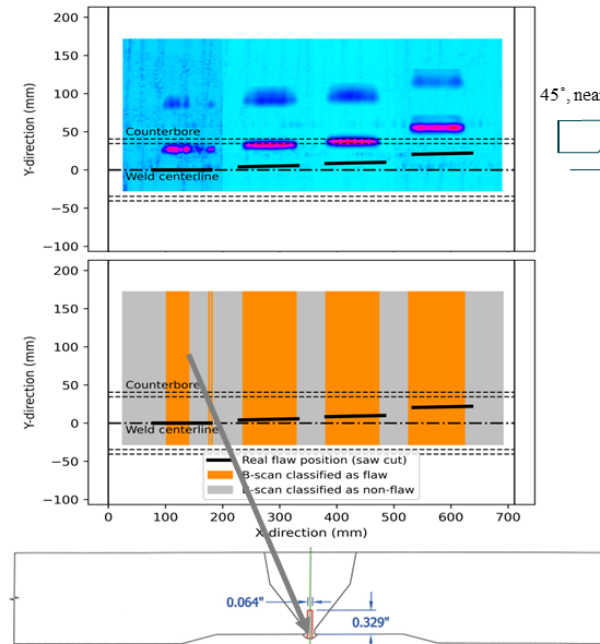 200
150
100
50
0
−50
−100
Y-direction (mm)
Counterbore
Weld centerline
45°, near
200
150
100
50
0
−50
−100
Y-direction (mm)
Counterbore
Weld centerline
Real flaw position (saw cut)
B-scan classified as flaw
B-scan classified as non-flaw
0 100 200 300 400 500 600 700
X direction (mm)
0.064"
0.329"